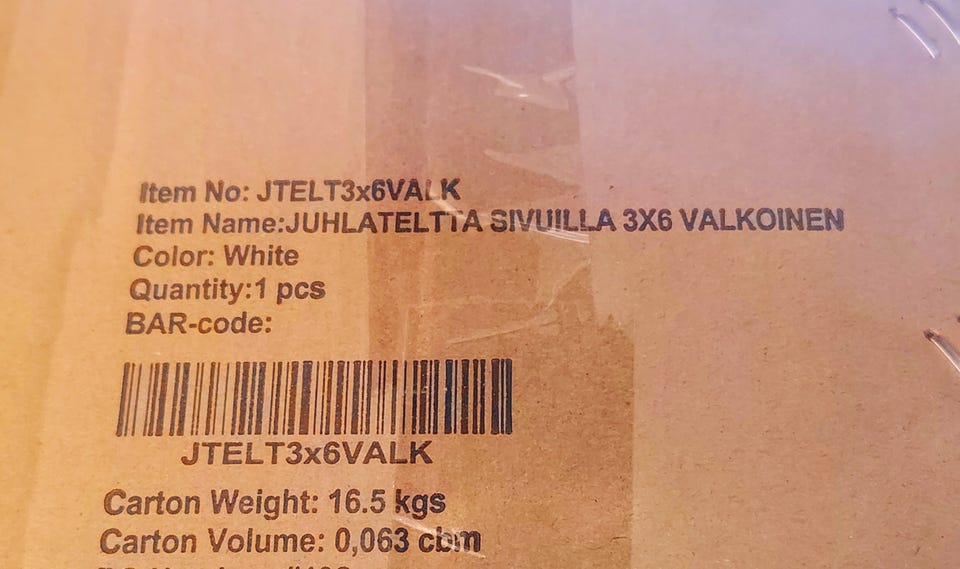 Item No: JTELT3x6VALK
Item Name:JUHLATELTTA SIVUILLA 3X6 VALKOINEN
Color: White
Quantity:1 pcs
BAR-code:
JTELT3x6VALK
Carton Weight: 16.5 kgs
Carton Volume: 0,063 cbm